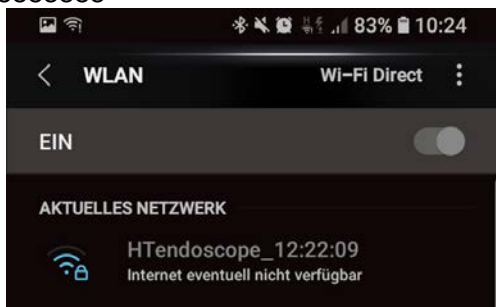 83% 10:24
WLAN Wi-Fi Direct
EIN
AKTUELLES NETZWERK
HTendoscope_12:22:09
Internet eventuell nicht verfügbar